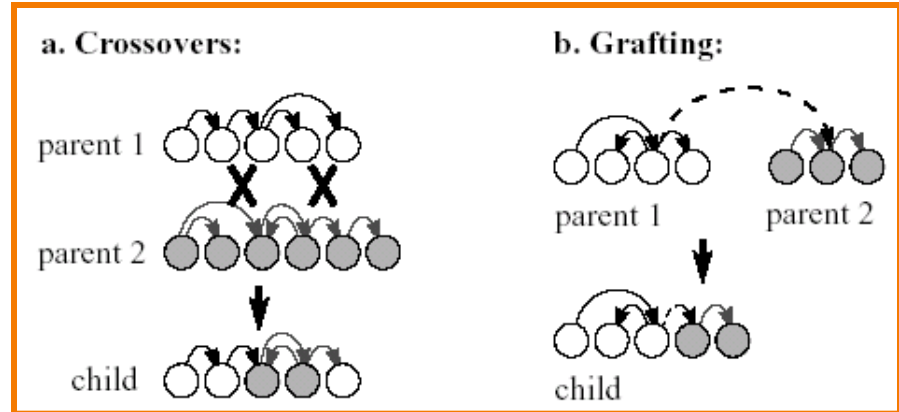 a. Crossovers:
parent 1
parent 2
child
b. Grafting:
parent 1
parent 2
child